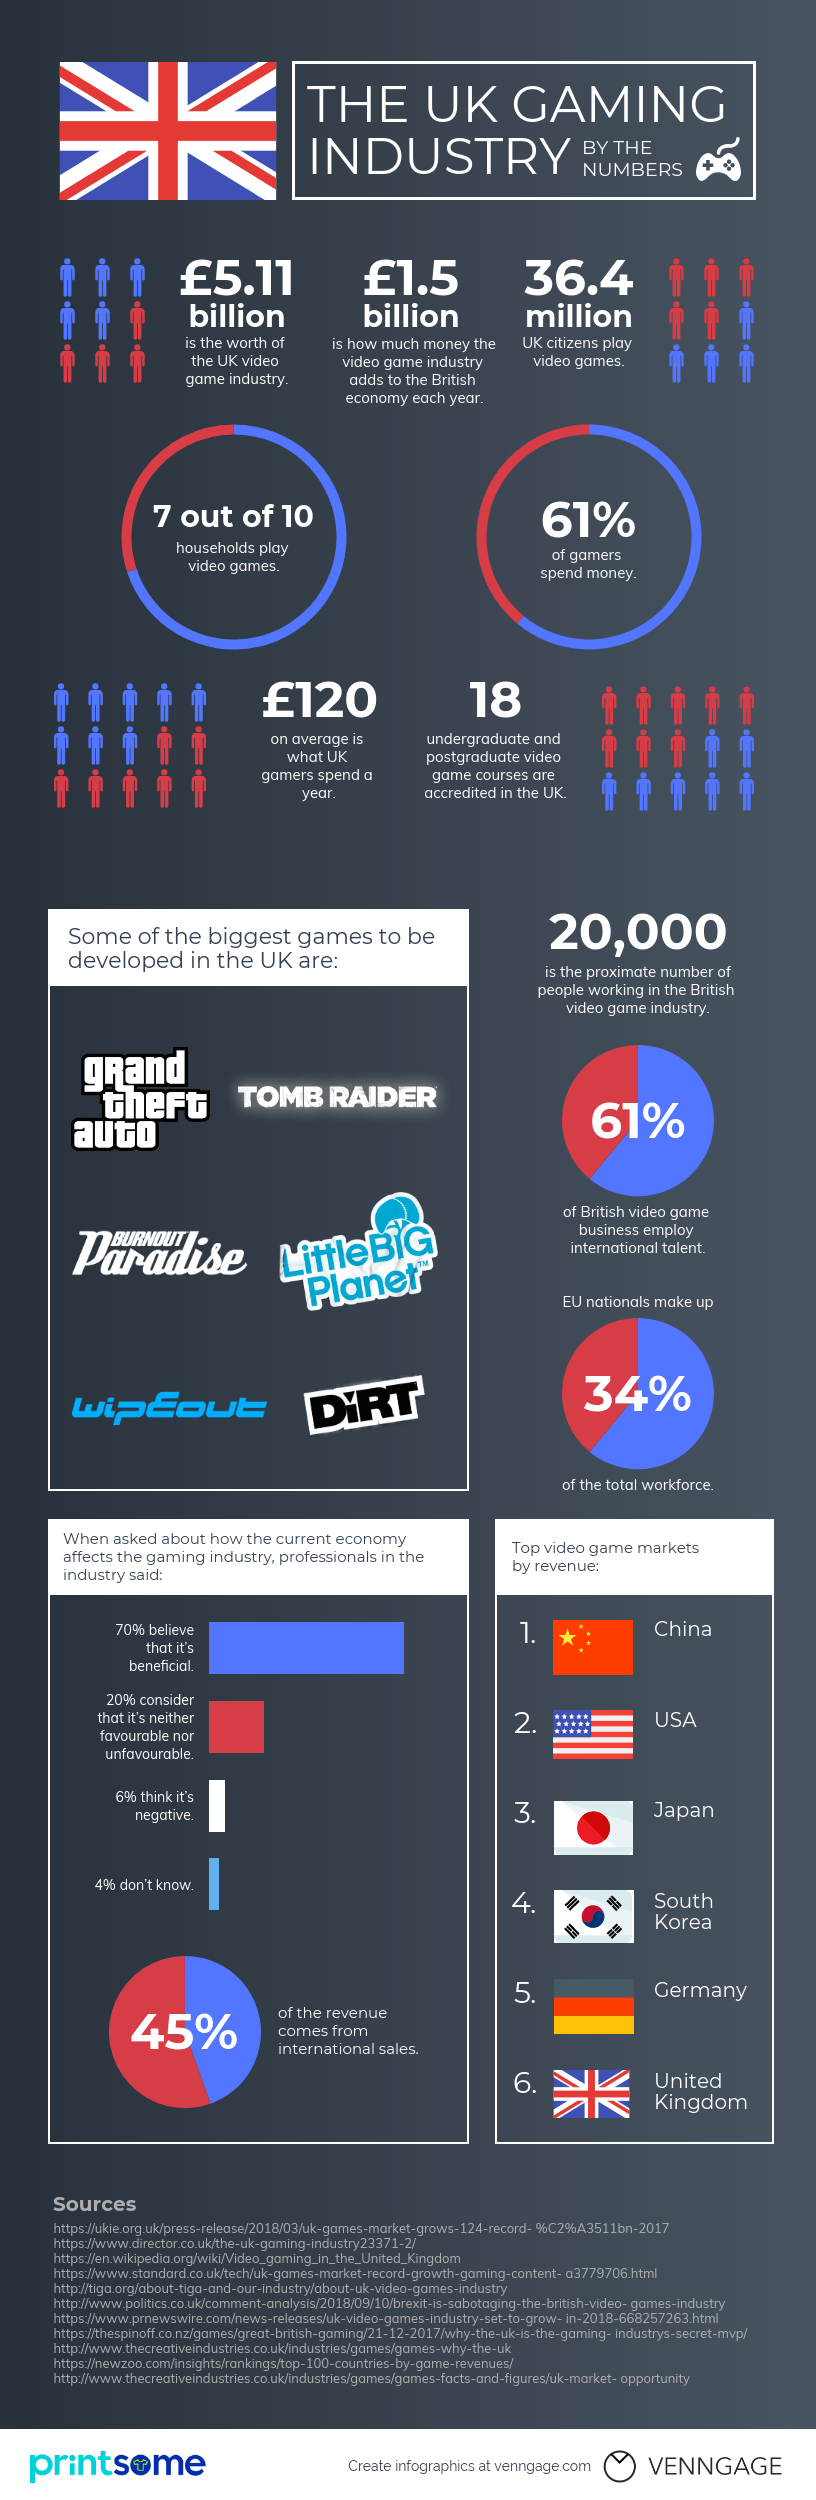 THE UK GAMING
INDUSTRY BY THE
NUMBERS
£5.11
billion
is the worth of
the UK video
game industry.
£1.5
billion
is how much money the
video game industry
adds to the British
economy each year.
36.4
million
UK citizens play
video games.
7 out of 10
households play
video games.
61%
of gamers
spend money.
£120
on average is
what UK
gamers spend a
year.
18
undergraduate and
postgraduate video
game courses are
accredited in the UK.
Some of the biggest games to be
developed in the UK are:
grand
theft
auto
TOMB RAIDER
BURNOUT
Paradise
LittleBIG
Planet™
wipEout
DiRT
20,000
is the proximate number of
people working in the British
video game industry.
61%
of British video game
business employ
international talent.
EU nationals make up
34%
of the total workforce.
When asked about how the current economy
affects the gaming industry, professionals in the
industry said:
70% believe
that it's
beneficial.
20% consider
that it's neither
favourable nor
unfavourable.
6% think it's
negative.
4% don't know.
45%
of the revenue
comes from
international sales.
Top video game markets
by revenue:
1. China
2. USA
3. Japan
4. South
Korea
5. Germany
6. United
Kingdom
Sources
https://ukie.org.uk/press-release/2018/03/uk-games-market-grows-124-record- %C2%A3511bn-2017
https://www.director.co.uk/the-uk-gaming-industry23371-2/
https://en.wikipedia.org/wiki/Video_gaming_in_the_United_Kingdom
https://www.standard.co.uk/tech/uk-games-market-record-growth-gaming-content- a3779706.html
http://tiga.org/about-tiga-and-our-industry/about-uk-video-games-industry
http://www.politics.co.uk/comment-analysis/2018/09/10/brexit-is-sabotaging-the-british-video- games-industry
https://www.prnewswire.com/news-releases/uk-video-games-industry-set-to-grow- in-2018-668257263.html
https://thespinoff.co.nz/games/great-british-gaming/21-12-2017/why-the-uk-is-the-gaming- industrys-secret-mvp/
http://www.thecreativeindustries.co.uk/industries/games/games-why-the-uk
https://newzoo.com/insights/rankings/top-100-countries-by-game-revenues/
http://www.thecreativeindustries.co.uk/industries/games/games-facts-and-figures/uk-market- opportunity
printsome
Create infographics at venngage.com
VENNGAGE